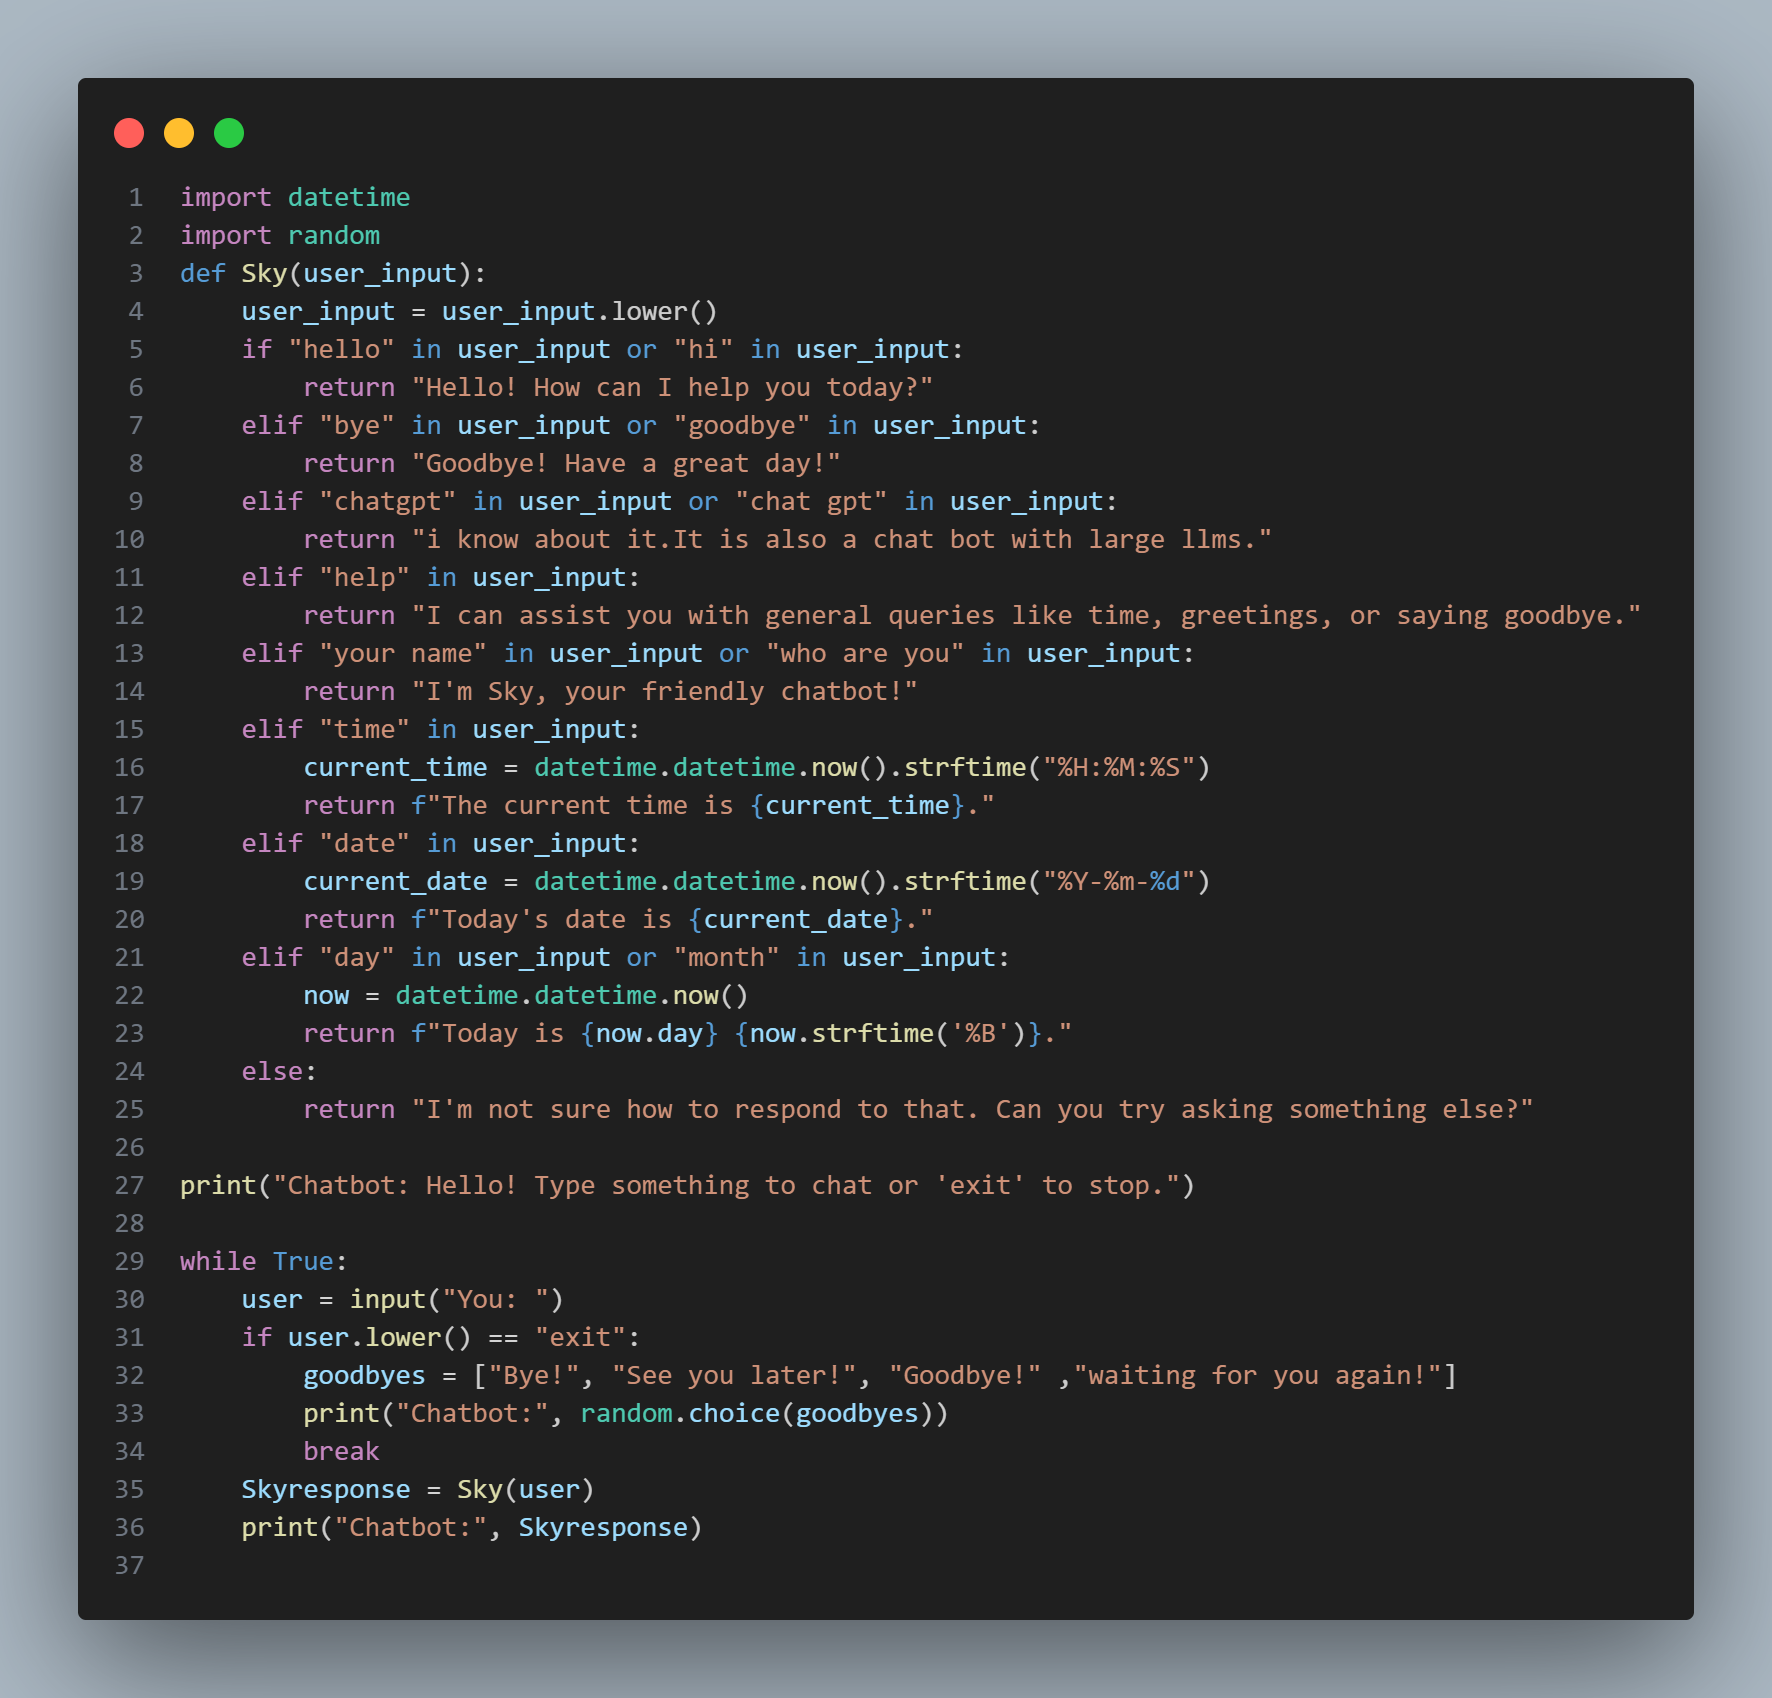 1 import datetime
2 import random
3 def Sky(user_input):
4     user_input = user_input.lower()
5     if "hello" in user_input or "hi" in user_input:
6         return "Hello! How can I help you today?"
7     elif "bye" in user_input or "goodbye" in user_input:
8         return "Goodbye! Have a great day!"
9     elif "chatgpt" in user_input or "chat gpt" in user_input:
10         return "i know about it.It is also a chat bot with large llms."
11     elif "help" in user_input:
12         return "I can assist you with general queries like time, greetings, or saying goodbye."
13     elif "your name" in user_input or "who are you" in user_input:
14         return "I'm Sky, your friendly chatbot!"
15     elif "time" in user_input:
16         current_time = datetime.datetime.now().strftime("%H:%M:%S")
17         return f"The current time is {current_time}."
18     elif "date" in user_input:
19         current_date = datetime.datetime.now().strftime("%Y-%m-%d")
20         return f"Today's date is {current_date}."
21     elif "day" in user_input or "month" in user_input:
22         now = datetime.datetime.now()
23         return f"Today is {now.day} {now.strftime('%B')}."
24     else:
25         return "I'm not sure how to respond to that. Can you try asking something else?"
26
27 print("Chatbot: Hello! Type something to chat or 'exit' to stop.")
28
29 while True:
30     user = input("You: ")
31     if user.lower() == "exit":
32         goodbyes = ["Bye!", "See you later!", "Goodbye!" ,"waiting for you again!"]
33         print("Chatbot:", random.choice(goodbyes))
34         break
35     Skyresponse = Sky(user)
36     print("Chatbot:", Skyresponse)
37